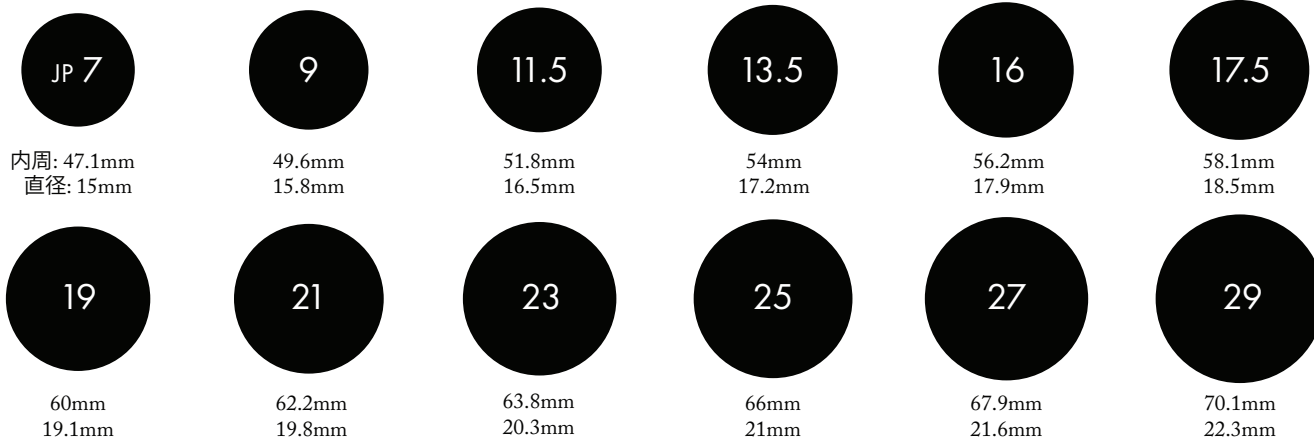 JP 7 9 11.5 13.5 16 17.5
内周: 47.1mm 49.6mm 51.8mm 54mm 56.2mm 58.1mm
直径: 15mm 15.8mm 16.5mm 17.2mm 17.9mm 18.5mm
19 21 23 25 27 29
60mm 62.2mm 63.8mm 66mm 67.9mm 70.1mm
19.1mm 19.8mm 20.3mm 21mm 21.6mm 22.3mm